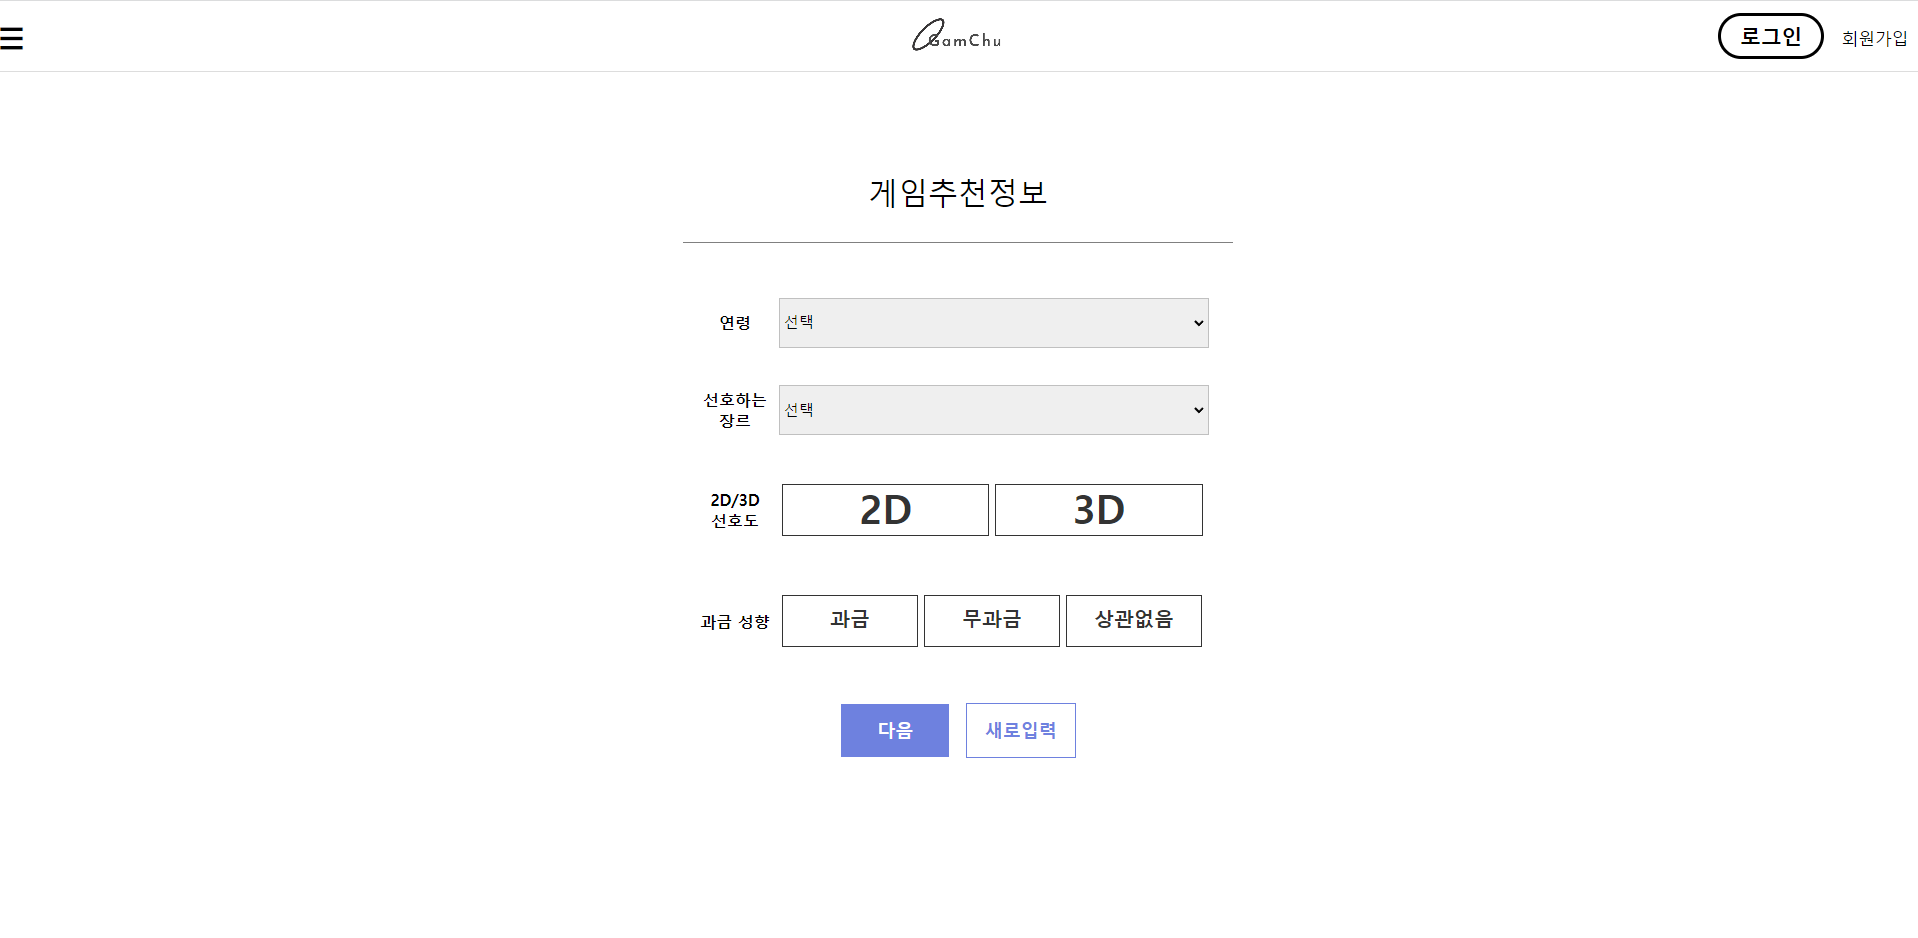 GamChu
로그인
회원가입
게임추천정보
연령
선택
선호하는
장르
선택
2D/3D
선호도
2D
3D
과금 성향
과금
무과금
상관없음
다음
새로입력